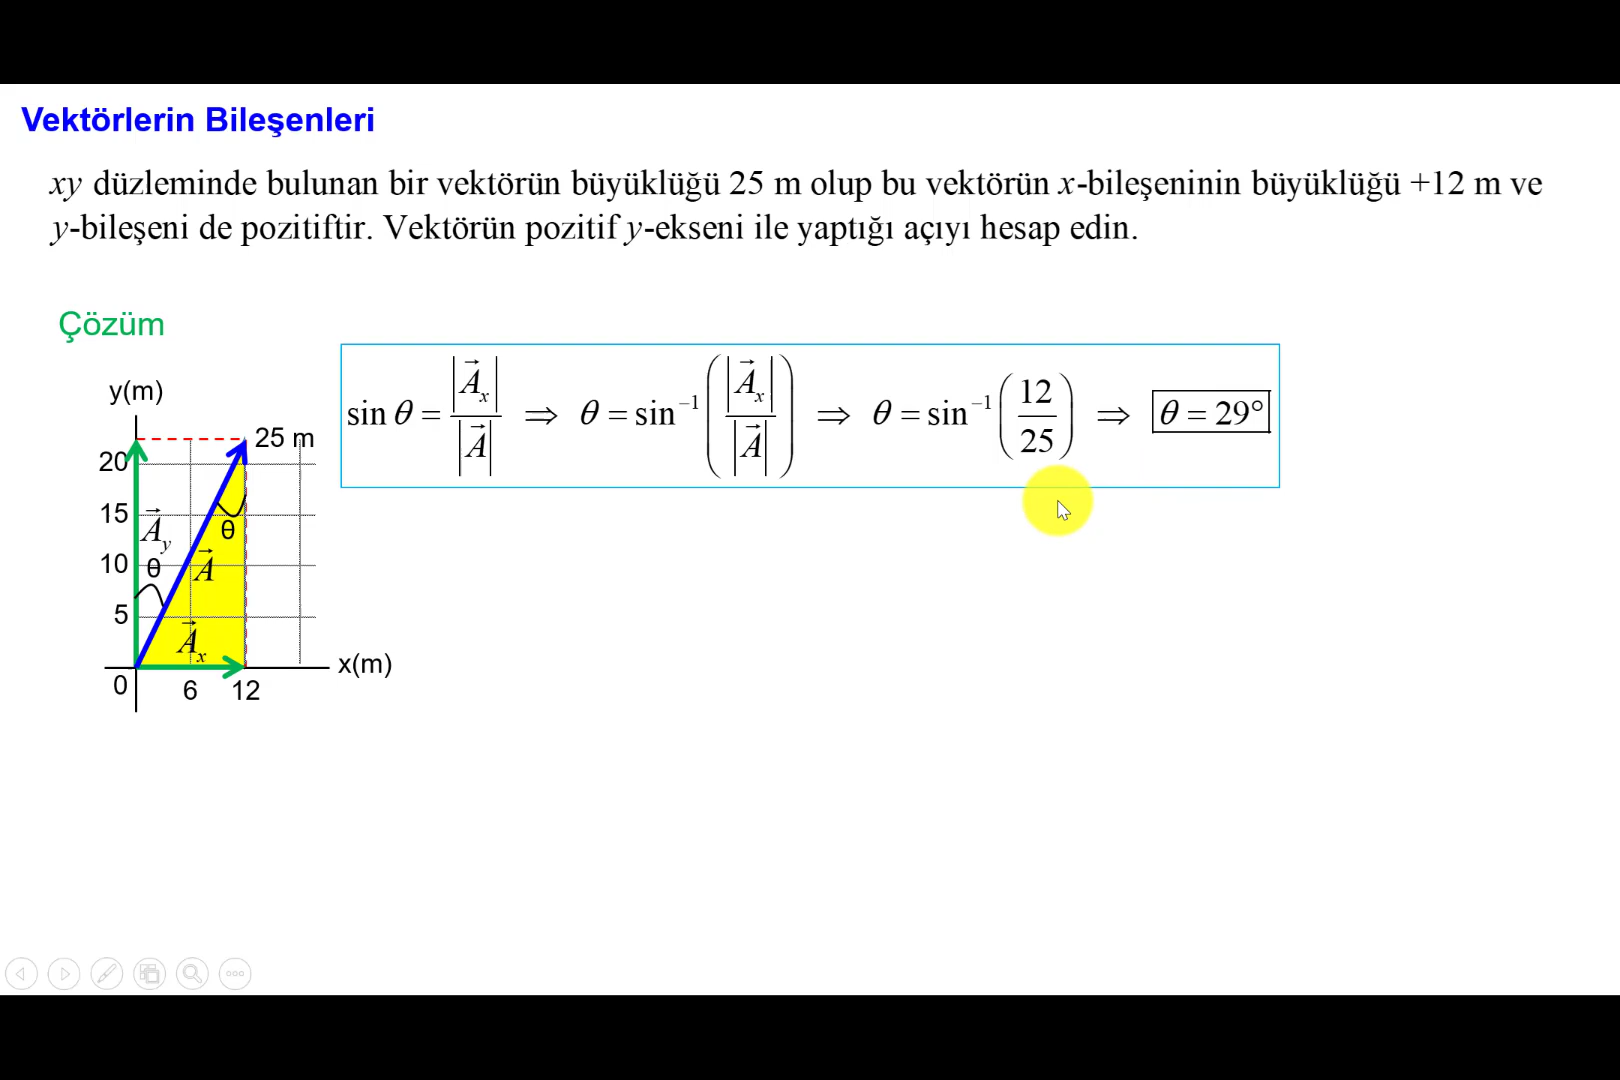 Vektörlerin Bileşenleri
xy düzleminde bulunan bir vektörün büyüklüğü 25 m olup bu vektörün x-bileşeninin büyüklüğü +12 m ve
y-bileşeni de pozitiftir. Vektörün pozitif y-ekseni ile yaptığı açıyı hesap edin.
Çözüm
sin θ = |A⃗ₓ| / |A⃗| ⇒ θ = sin⁻¹(|A⃗ₓ| / |A⃗|) ⇒ θ = sin⁻¹(12/25) ⇒ θ = 29°
y(m)
25 m
20
15
A⃗y
θ
10
θ
A⃗
5
A⃗ₓ
x(m)
0 6 12